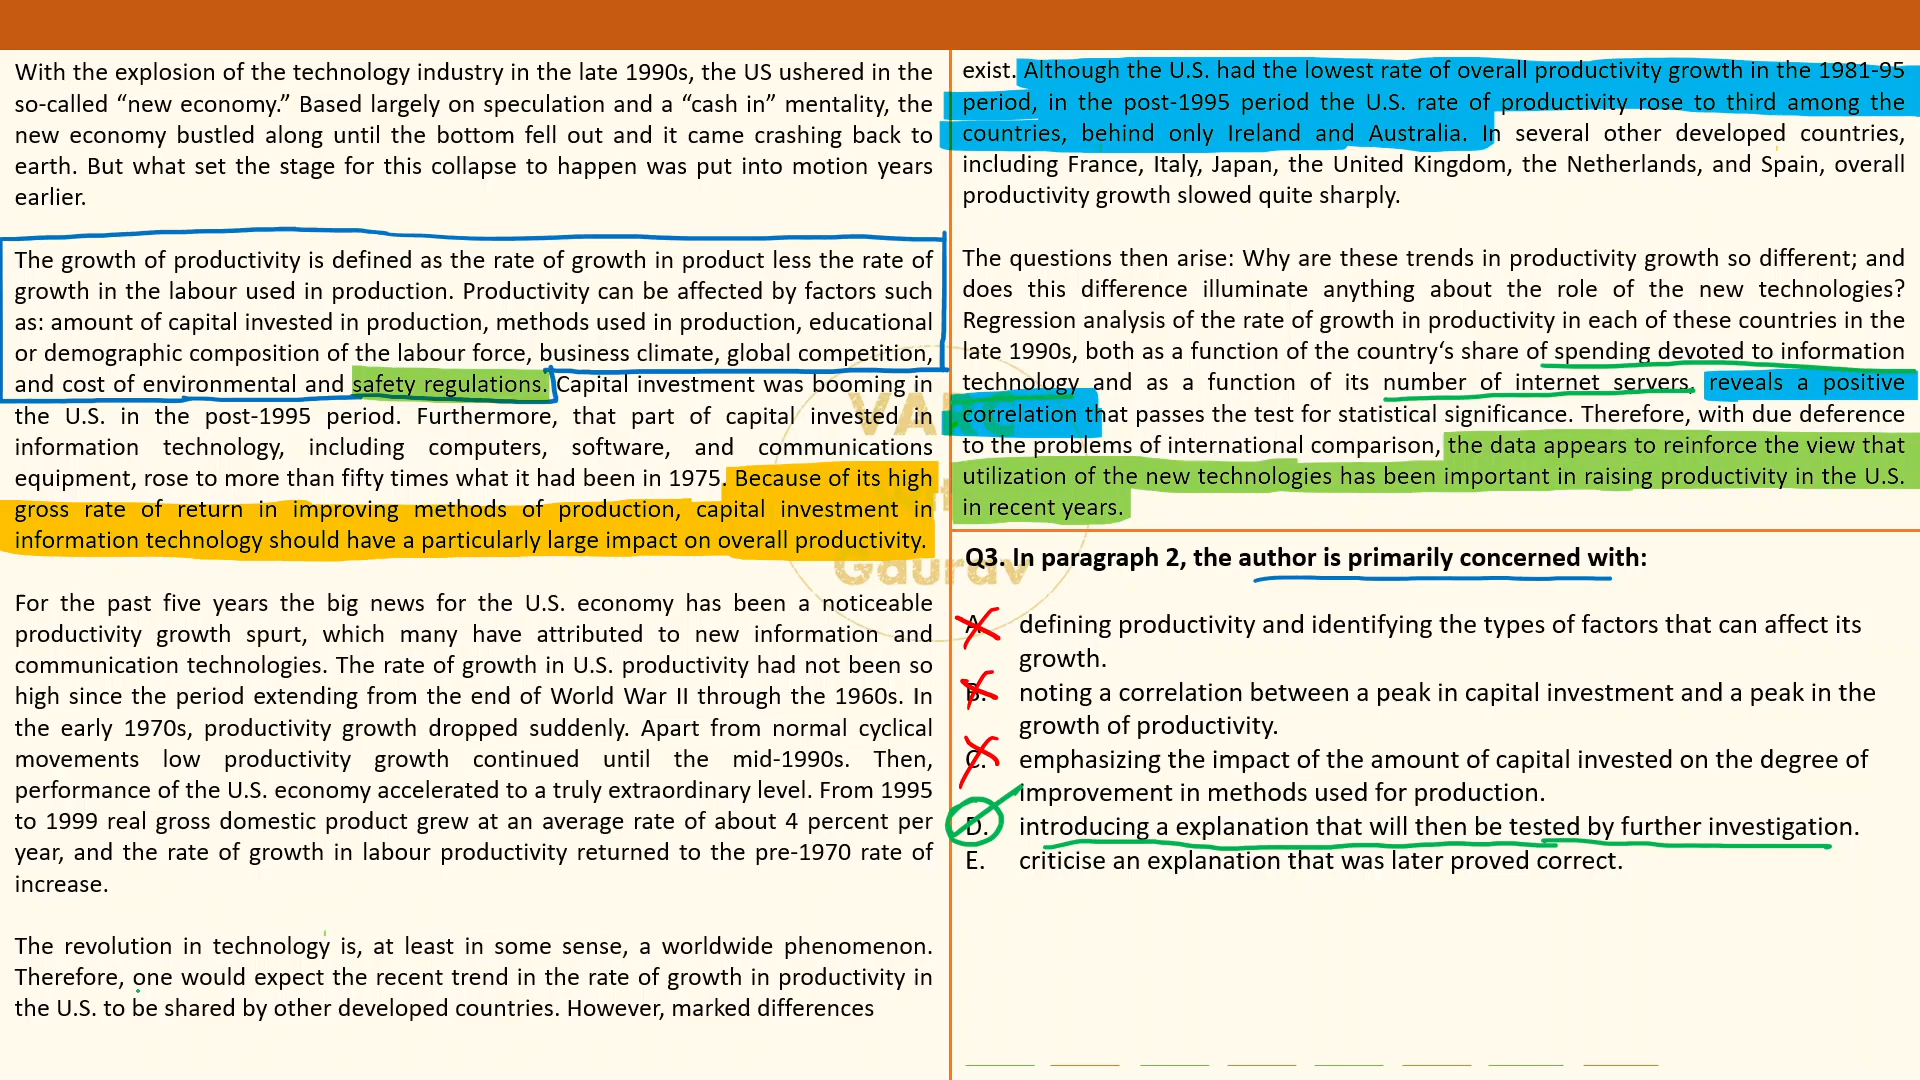 With the explosion of the technology industry in the late 1990s, the US ushered in the
so-called “new economy.” Based largely on speculation and a “cash in” mentality, the
new economy bustled along until the bottom fell out and it came crashing back to
earth. But what set the stage for this collapse to happen was put into motion years
earlier.
The growth of productivity is defined as the rate of growth in product less the rate of
growth in the labour used in production. Productivity can be affected by factors such
as: amount of capital invested in production, methods used in production, educational
or demographic composition of the labour force, business climate, global competition,
and cost of environmental and safety regulations. Capital investment was booming in
the U.S. in the post-1995 period. Furthermore, that part of capital invested in
information technology, including computers, software, and communications
equipment, rose to more than fifty times what it had been in 1975. Because of its high
gross rate of return in improving methods of production, capital investment in
information technology should have a particularly large impact on overall productivity.
For the past five years the big news for the U.S. economy has been a noticeable
productivity growth spurt, which many have attributed to new information and
communication technologies. The rate of growth in U.S. productivity had not been so
high since the period extending from the end of World War II through the 1960s. In
the early 1970s, productivity growth dropped suddenly. Apart from normal cyclical
movements low productivity growth continued until the mid-1990s. Then,
performance of the U.S. economy accelerated to a truly extraordinary level. From 1995
to 1999 real gross domestic product grew at an average rate of about 4 percent per
year, and the rate of growth in labour productivity returned to the pre-1970 rate of
increase.
The revolution in technology is, at least in some sense, a worldwide phenomenon.
Therefore, one would expect the recent trend in the rate of growth in productivity in
the U.S. to be shared by other developed countries. However, marked differences
exist. Although the U.S. had the lowest rate of overall productivity growth in the 1981-95
period, in the post-1995 period the U.S. rate of productivity rose to third among the
countries, behind only Ireland and Australia. In several other developed countries,
including France, Italy, Japan, the United Kingdom, the Netherlands, and Spain, overall
productivity growth slowed quite sharply.
The questions then arise: Why are these trends in productivity growth so different; and
does this difference illuminate anything about the role of the new technologies?
Regression analysis of the rate of growth in productivity in each of these countries in the
late 1990s, both as a function of the country‘s share of spending devoted to information
technology and as a function of its number of internet servers, reveals a positive
correlation that passes the test for statistical significance. Therefore, with due deference
to the problems of international comparison, the data appears to reinforce the view that
utilization of the new technologies has been important in raising productivity in the U.S.
in recent years.
Q3. In paragraph 2, the author is primarily concerned with:
A. defining productivity and identifying the types of factors that can affect its
growth.
B. noting a correlation between a peak in capital investment and a peak in the
growth of productivity.
C. emphasizing the impact of the amount of capital invested on the degree of
improvement in methods used for production.
D. introducing a explanation that will then be tested by further investigation.
E. criticise an explanation that was later proved correct.
Gaurav